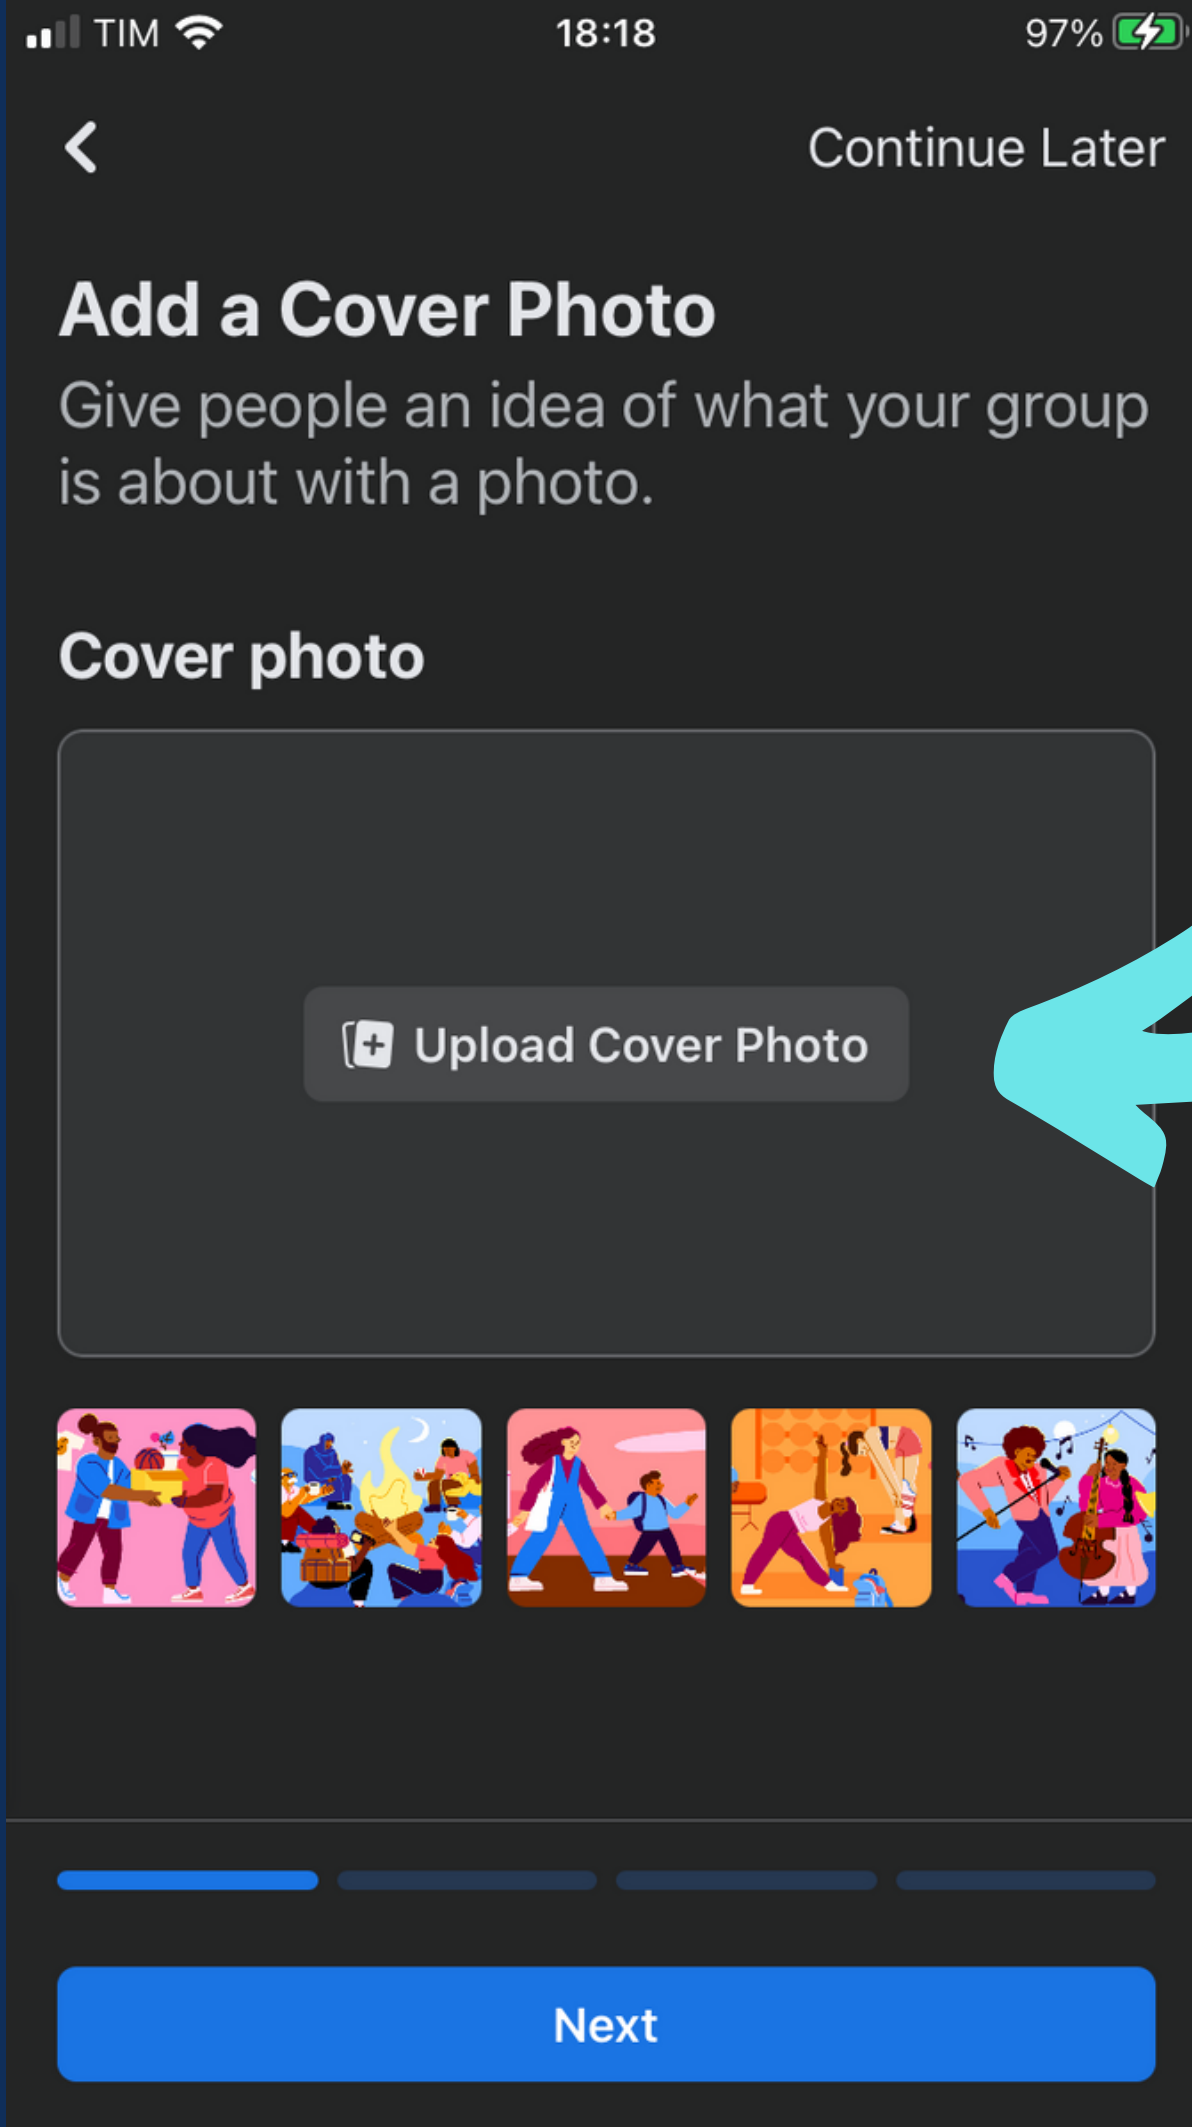 TIM
18:18
97%
Continue Later
Add a Cover Photo
Give people an idea of what your group
is about with a photo.
Cover photo
Upload Cover Photo
Next